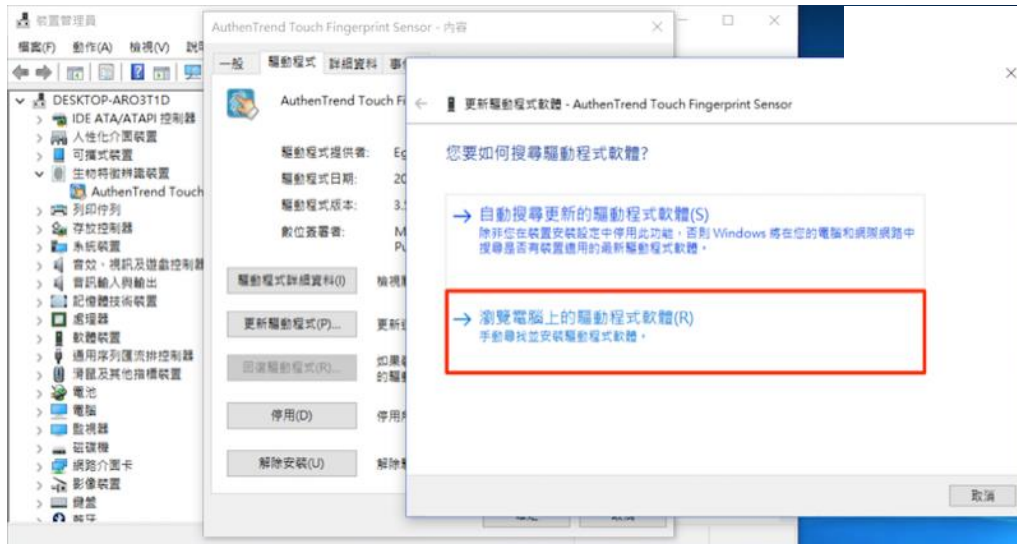 裝置管理員
檔案(F) 動作(A) 檢視(V)
DESKTOP-ARO3T1D
IDE ATA/ATAPI 控制器
人性化介面裝置
可攜式裝置
生物特徵辨識裝置
AuthenTrend Touch
列印佇列
存放控制器
系統裝置
音效、視訊及遊戲控制器
音訊輸入與輸出
記憶體技術裝置
處理器
軟體裝置
通用序列匯流排控制器
滑鼠及其他指標裝置
電池
電腦
監視器
磁碟機
網路介面卡
影像裝置
鍵盤
藍牙
AuthenTrend Touch Fingerprint Sensor - 內容
一般 驅動程式 詳細資料
AuthenTrend Touch
驅動程式提供者:
驅動程式日期: 20
驅動程式版本: 3.
數位簽署者:
驅動程式詳細資料(I)
更新驅動程式(P)... 更新
回復驅動程式(R)... 如果
的驅
停用(D) 停用
解除安裝(U) 解除
更新驅動程式軟體 - AuthenTrend Touch Fingerprint Sensor
您要如何搜尋驅動程式軟體?
→ 自動搜尋更新的驅動程式軟體(S)
除非您在裝置安裝設定中停用此功能，否則 Windows 將在您的電腦和網際網路中
搜尋是否有裝置適用的最新驅動程式軟體。
→ 瀏覽電腦上的驅動程式軟體(R)
手動尋找並安裝驅動程式軟體。
取消